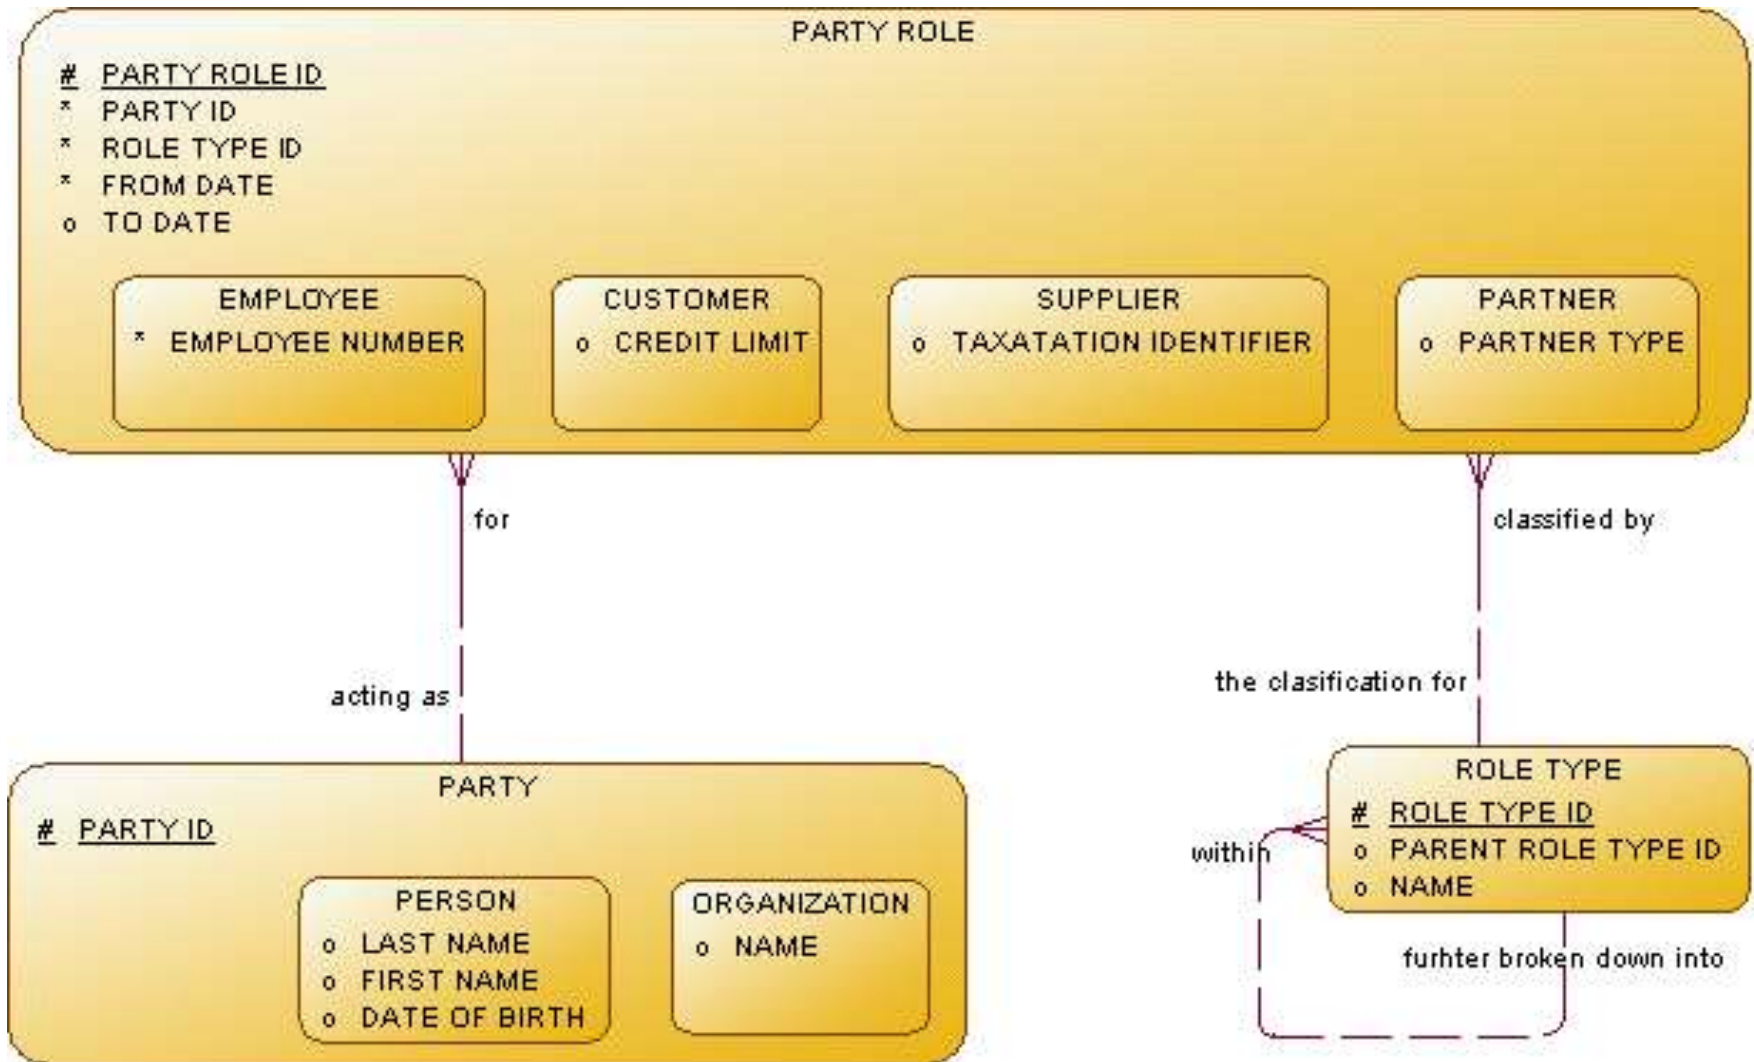 PARTY ROLE
# PARTY ROLE ID
* PARTY ID
* ROLE TYPE ID
* FROM DATE
o TO DATE
EMPLOYEE
* EMPLOYEE NUMBER
CUSTOMER
o CREDIT LIMIT
SUPPLIER
o TAXATATION IDENTIFIER
PARTNER
o PARTNER TYPE
for
classified by
acting as
the clasification for
PARTY
# PARTY ID
PERSON
o LAST NAME
o FIRST NAME
o DATE OF BIRTH
ORGANIZATION
o NAME
ROLE TYPE
# ROLE TYPE ID
o PARENT ROLE TYPE ID
o NAME
within
furhter broken down into